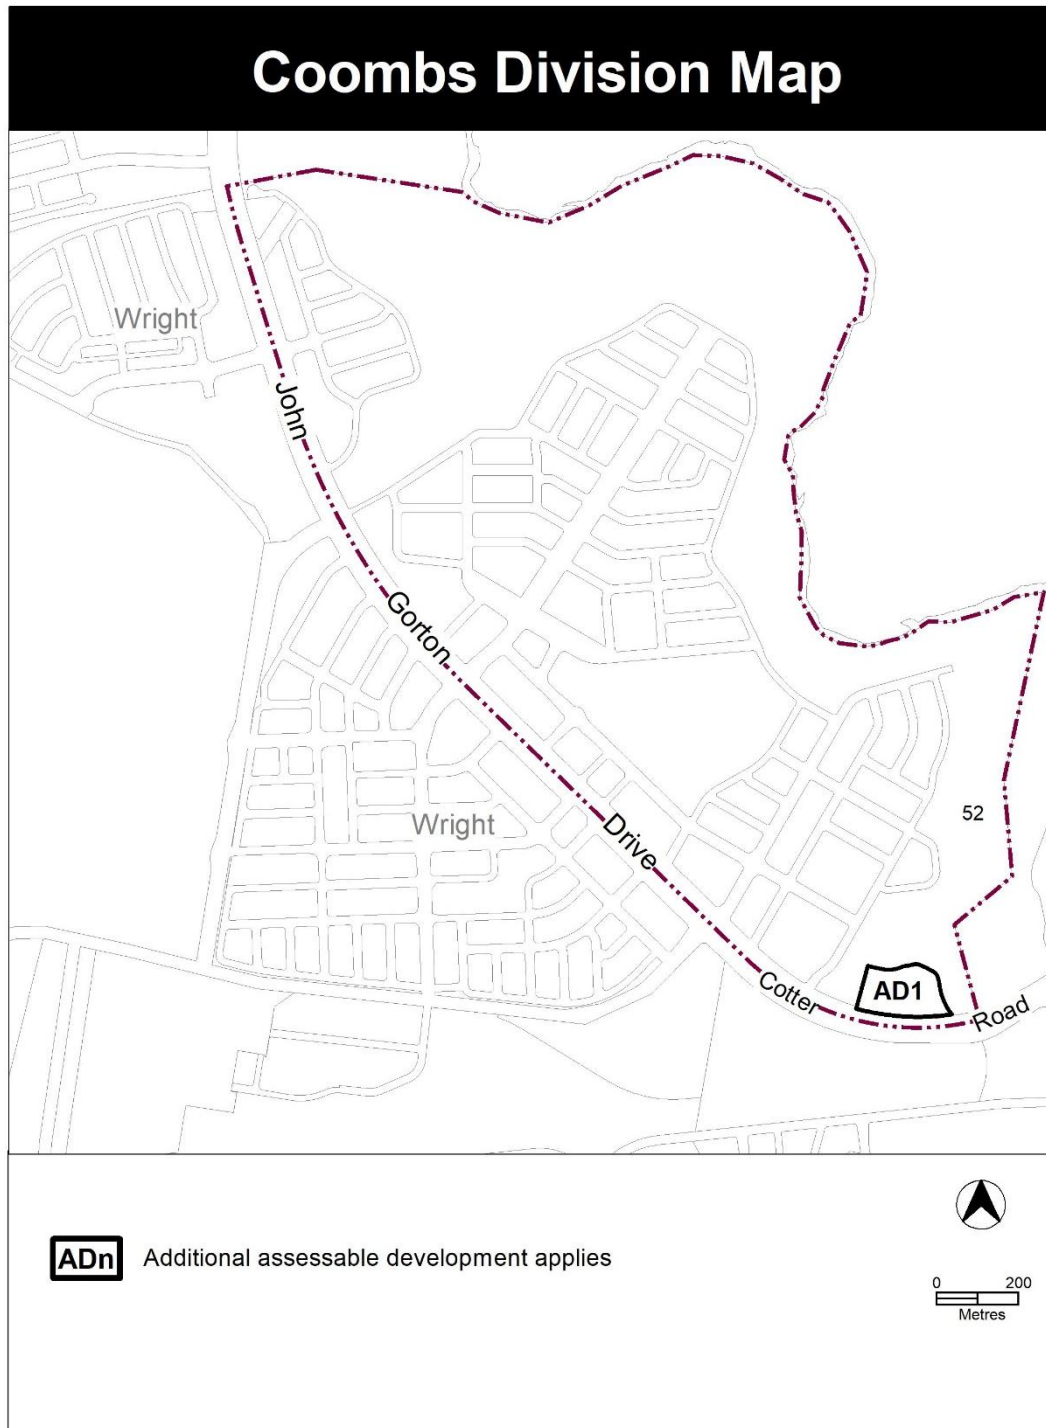 Coombs Division Map
Wright
John
Gorton
Wright
52
Drive
Cotter
AD1
Road
ADn Additional assessable development applies
0 200
Metres